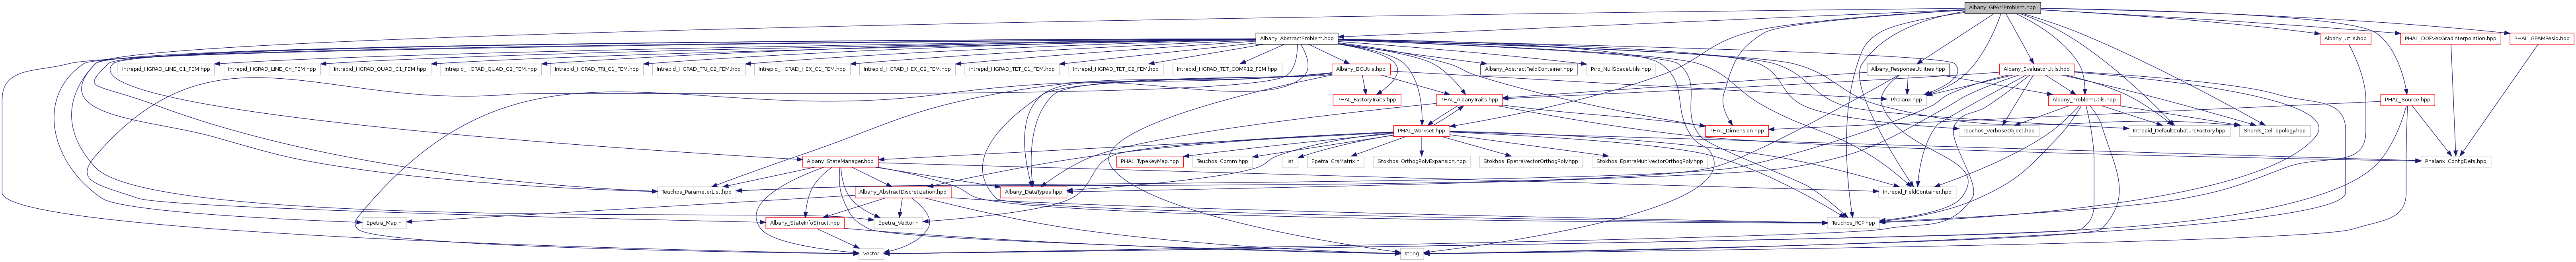 Albany_GPAMProblem.hpp
Albany_AbstractProblem.hpp
Albany_Utils.hpp
PHAL_DOFVecGradInterpolation.hpp
PHAL_GPAMResid.hpp
Intrepid_HGRAD_LINE_C1_FEM.hpp
Intrepid_HGRAD_LINE_Cn_FEM.hpp
Intrepid_HGRAD_QUAD_C1_FEM.hpp
Intrepid_HGRAD_QUAD_C2_FEM.hpp
Intrepid_HGRAD_TRI_C1_FEM.hpp
Intrepid_HGRAD_TRI_C2_FEM.hpp
Intrepid_HGRAD_HEX_C1_FEM.hpp
Intrepid_HGRAD_HEX_C2_FEM.hpp
Intrepid_HGRAD_TET_C1_FEM.hpp
Intrepid_HGRAD_TET_C2_FEM.hpp
Intrepid_HGRAD_TET_COMP12_FEM.hpp
Albany_BCUtils.hpp
Albany_AbstractFieldContainer.hpp
Piro_NullSpaceUtils.hpp
Albany_ResponseUtilities.hpp
Albany_EvaluatorUtils.hpp
PHAL_FactoryTraits.hpp
PHAL_AlbanyTraits.hpp
Phalanx.hpp
Albany_ProblemUtils.hpp
PHAL_Source.hpp
PHAL_Workset.hpp
PHAL_Dimension.hpp
Teuchos_VerboseObject.hpp
Intrepid_DefaultCubatureFactory.hpp
Shards_CellTopology.hpp
Albany_StateManager.hpp
PHAL_TypeKeyMap.hpp
Teuchos_Comm.hpp
list
Epetra_CrsMatrix.h
Stokhos_OrthogPolyExpansion.hpp
Stokhos_EpetraVectorOrthogPoly.hpp
Stokhos_EpetraMultiVectorOrthogPoly.hpp
Phalanx_ConfigDefs.hpp
Teuchos_ParameterList.hpp
Albany_AbstractDiscretization.hpp
Albany_DataTypes.hpp
Intrepid_FieldContainer.hpp
Epetra_Map.h
Albany_StateInfoStruct.hpp
Epetra_Vector.h
Teuchos_RCP.hpp
vector
string